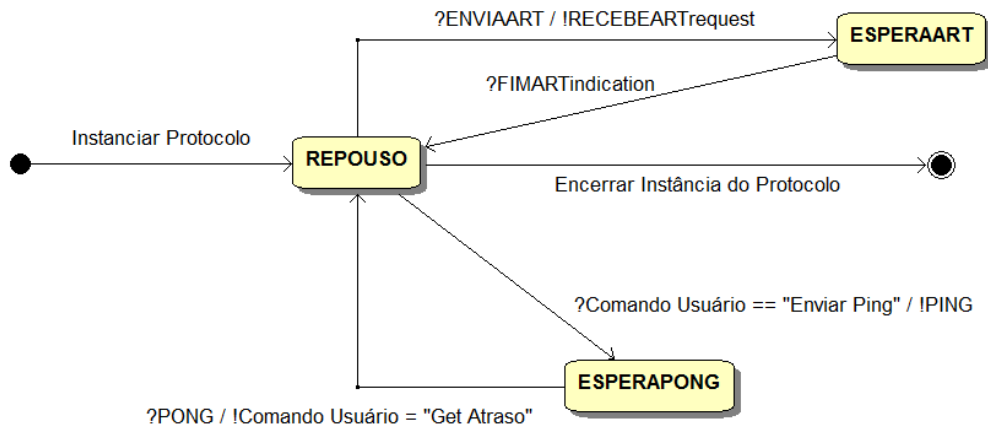 ?ENVIAART / !RECEBEARTrequest
ESPERAART
?FIMARTindication
Instanciar Protocolo
REPOUSO
Encerrar Instância do Protocolo
?Comando Usuário == "Enviar Ping" / !PING
ESPERAPONG
?PONG / !Comando Usuário = "Get Atraso"